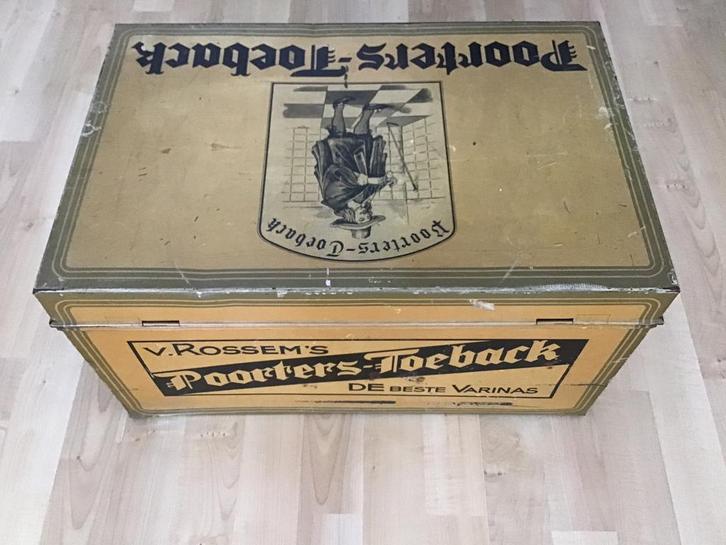 Poorters-Toeback
Poorters-Toeback
V. ROSSEM'S
Poorters-Toeback
DE BESTE VARINAS